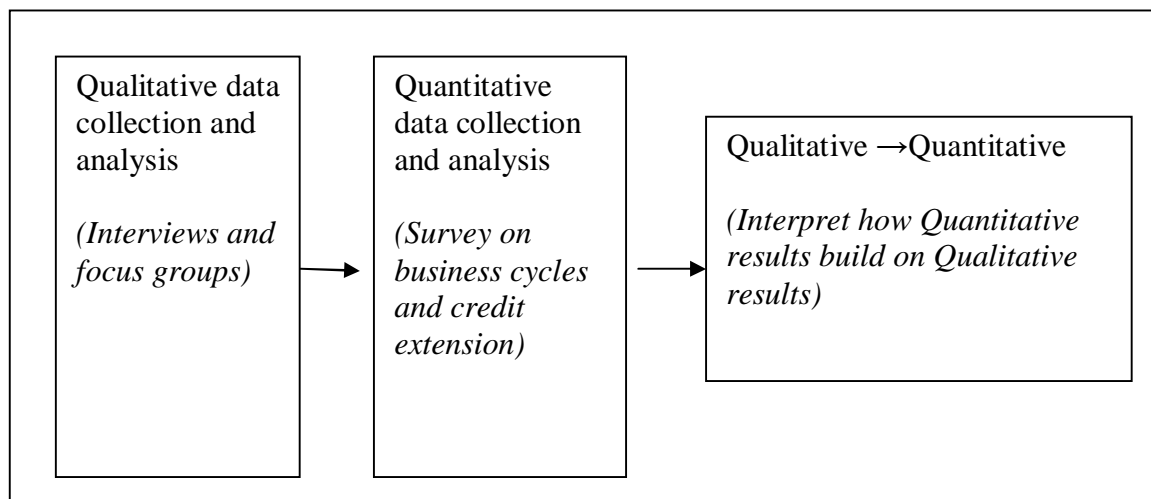 Qualitative data
collection and
analysis
(Interviews and
focus groups)
Quantitative
data collection
and analysis
(Survey on
business cycles
and credit
extension)
Qualitative →Quantitative
(Interpret how Quantitative
results build on Qualitative
results)